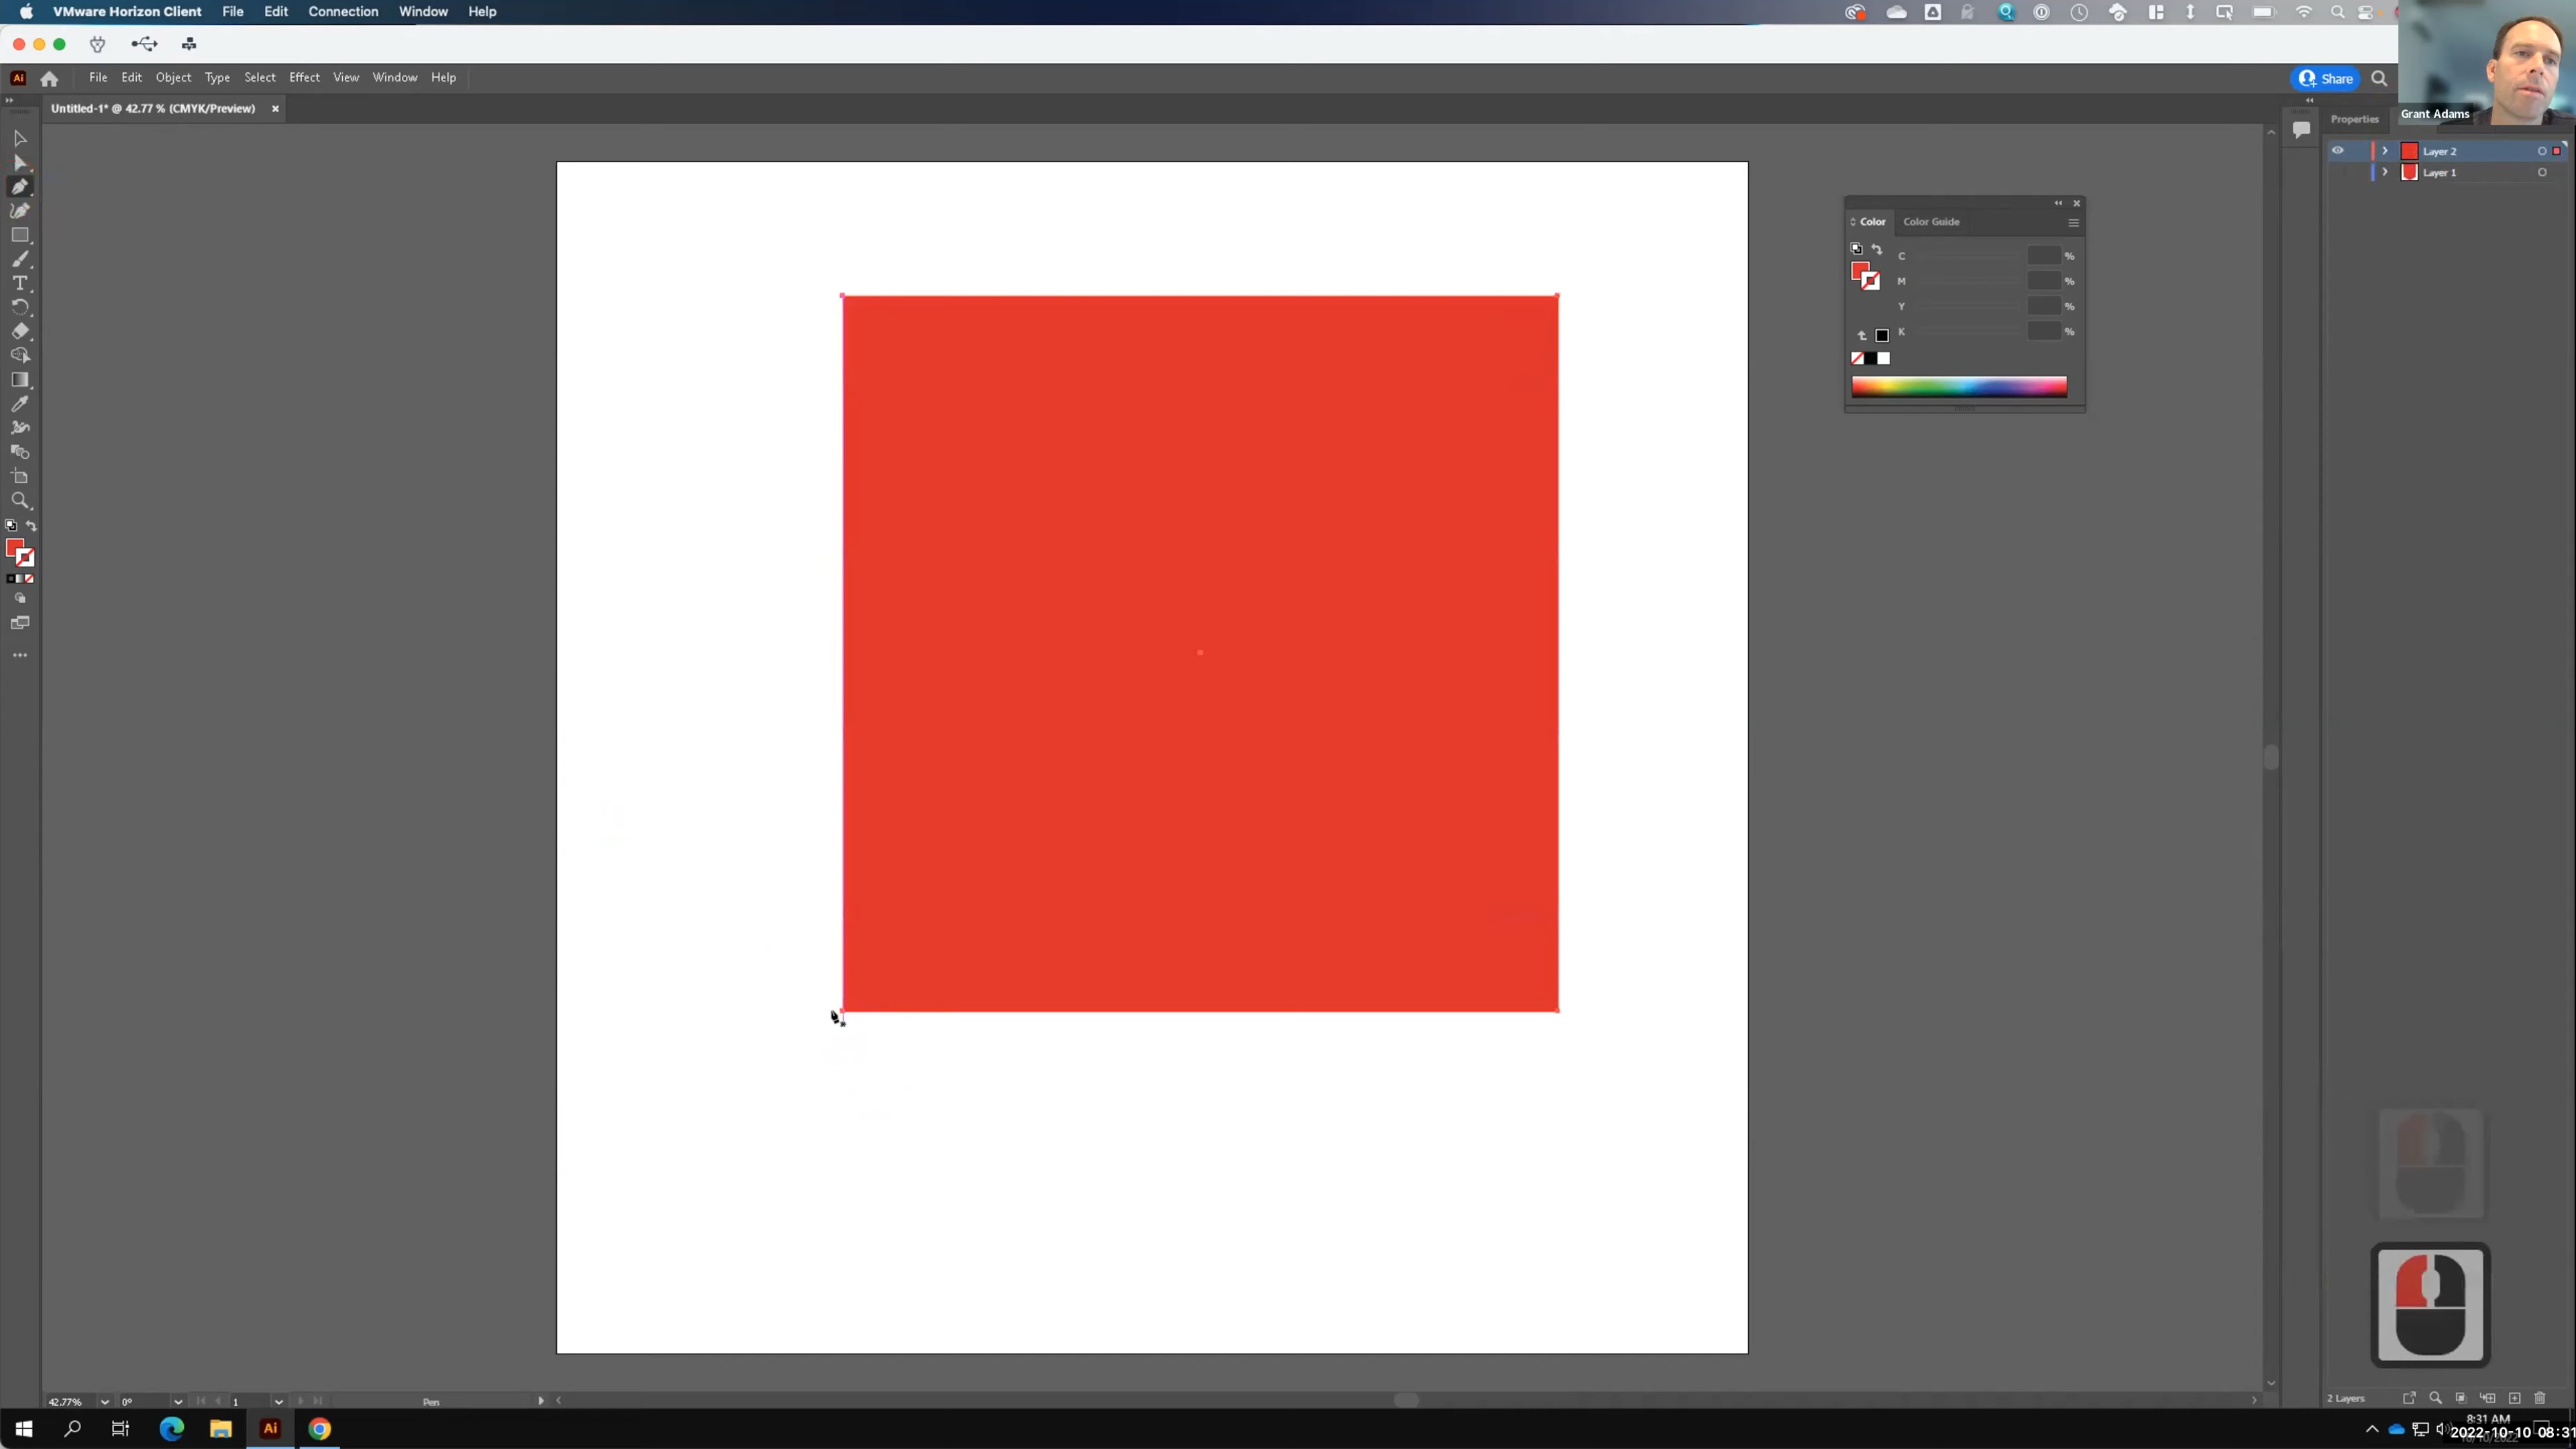 VMware Horizon Client File Edit Connection Window Help
Ai File Edit Object Type Select Effect View Window Help
Share
Grant Adams
Untitled-1* @ 42.77 % (CMYK/Preview) ×
Properties
Layer 2
Layer 1
Color Color Guide
C %
M %
Y %
K %
T
42.77% 0° 1 Pen
2 Layers
Ai
8:31 AM
2022-10-10 08:31